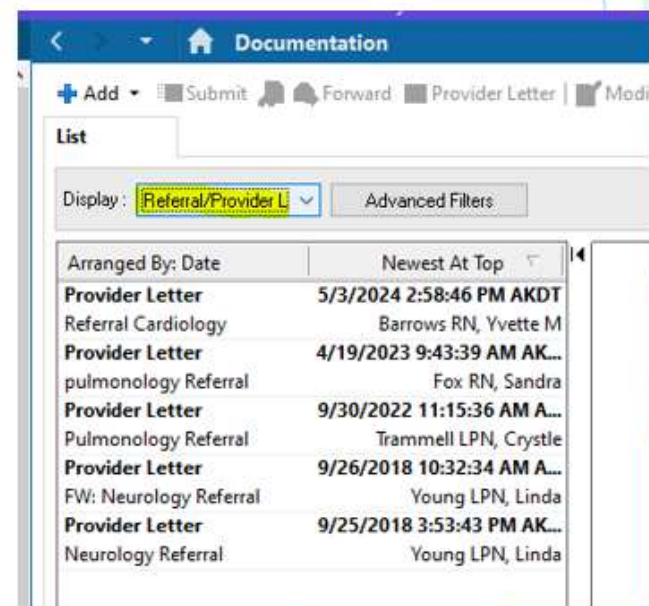 Documentation
Add Submit Forward Provider Letter | Modi
List
Display : Referral/Provider L Advanced Filters
Arranged By: Date Newest At Top
Provider Letter 5/3/2024 2:58:46 PM AKDT
Referral Cardiology Barrows RN, Yvette M
Provider Letter 4/19/2023 9:43:39 AM AK...
pulmonology Referral Fox RN, Sandra
Provider Letter 9/30/2022 11:15:36 AM A...
Pulmonology Referral Trammell LPN, Crystle
Provider Letter 9/26/2018 10:32:34 AM A...
FW: Neurology Referral Young LPN, Linda
Provider Letter 9/25/2018 3:53:43 PM AK...
Neurology Referral Young LPN, Linda